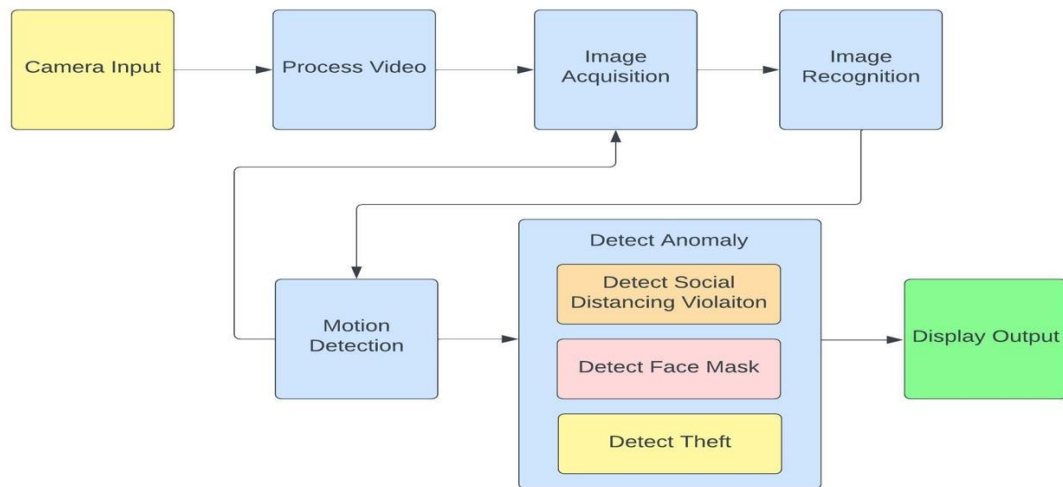 Camera Input
Process Video
Image
Acquisition
Image
Recognition
Motion
Detection
Detect Anomaly
Detect Social
Distancing Violaiton
Detect Face Mask
Detect Theft
Display Output